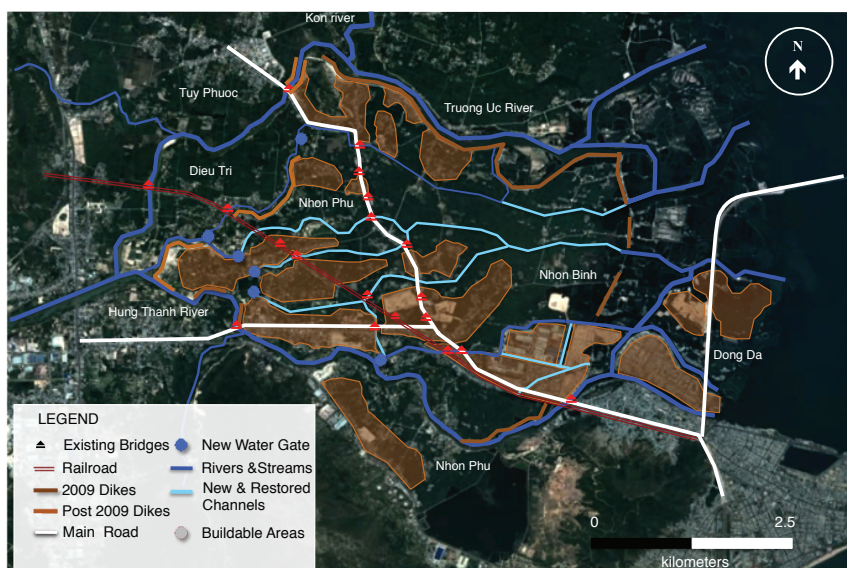 Kon river
N
Tuy Phuoc
Truong Uc River
Dieu Tri
Nhon Phu
Nhon Binh
Hung Thanh River
Dong Da
Nhon Phu
LEGEND
Existing Bridges
New Water Gate
Railroad
Rivers &Streams
2009 Dikes
New & Restored
Channels
Post 2009 Dikes
Main Road
Buildable Areas
0 2.5
kilometers